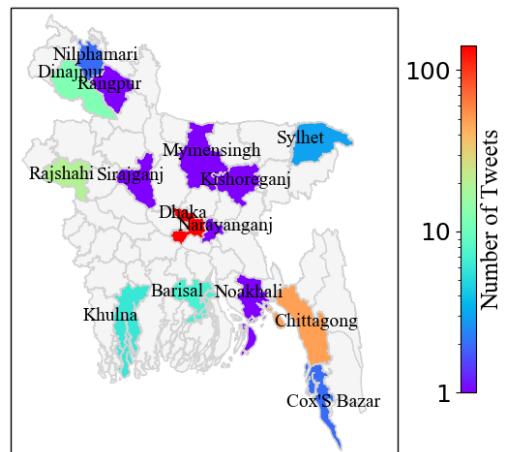 Nilphamari
Dinajpur
Rangpur
Sylhet
Mymensingh
Rajshahi
Sirajganj
Kishoreganj
Dhaka
Narayanganj
Barisal
Noakhali
Khulna
Chittagong
Cox'S Bazar
100
10
1
Number of Tweets